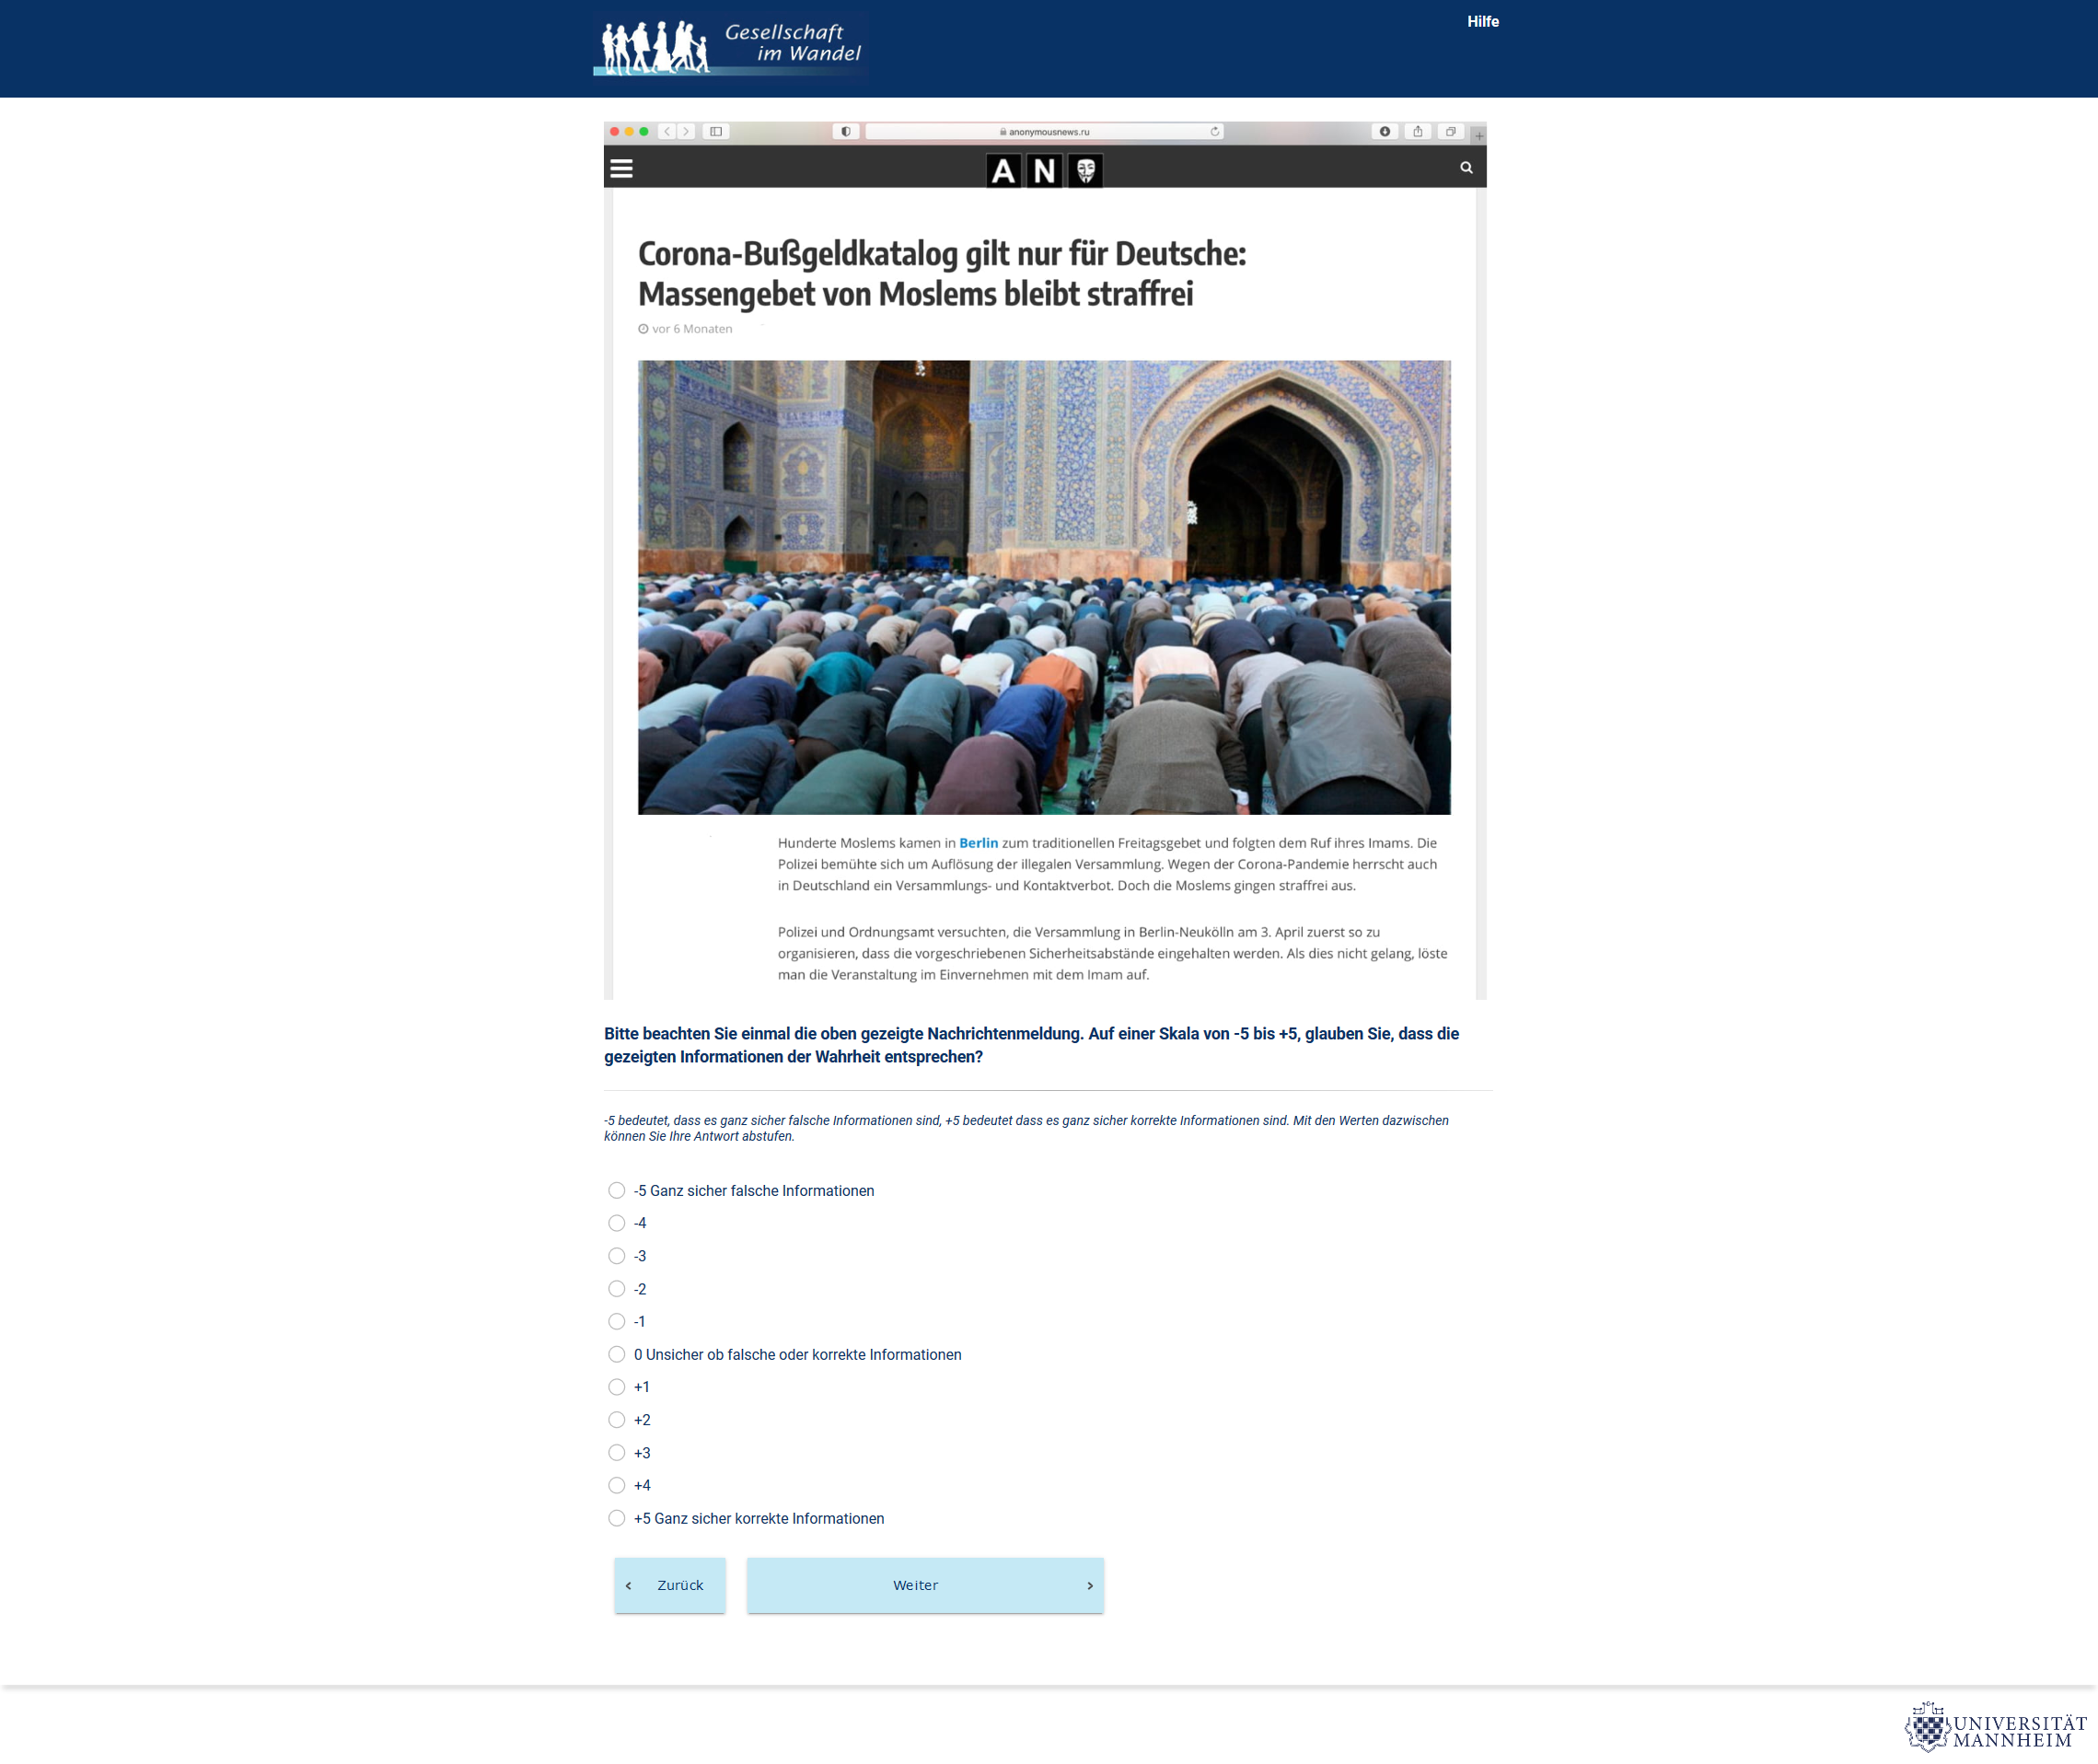 Gesellschaft
im Wandel
Hilfe
anonymousnews.ru
A N
Corona-Bußgeldkatalog gilt nur für Deutsche:
Massengebet von Moslems bleibt straffrei
vor 6 Monaten
Hunderte Moslems kamen in Berlin zum traditionellen Freitagsgebet und folgten dem Ruf ihres Imams. Die
Polizei bemühte sich um Auflösung der illegalen Versammlung. Wegen der Corona-Pandemie herrscht auch
in Deutschland ein Versammlungs- und Kontaktverbot. Doch die Moslems gingen straffrei aus.
Polizei und Ordnungsamt versuchten, die Versammlung in Berlin-Neukölln am 3. April zuerst so zu
organisieren, dass die vorgeschriebenen Sicherheitsabstände eingehalten werden. Als dies nicht gelang, löste
man die Veranstaltung im Einvernehmen mit dem Imam auf.
Bitte beachten Sie einmal die oben gezeigte Nachrichtenmeldung. Auf einer Skala von -5 bis +5, glauben Sie, dass die
gezeigten Informationen der Wahrheit entsprechen?
-5 bedeutet, dass es ganz sicher falsche Informationen sind, +5 bedeutet dass es ganz sicher korrekte Informationen sind. Mit den Werten dazwischen
können Sie Ihre Antwort abstufen.
-5 Ganz sicher falsche Informationen
-4
-3
-2
-1
0 Unsicher ob falsche oder korrekte Informationen
+1
+2
+3
+4
+5 Ganz sicher korrekte Informationen
Zurück
Weiter
UNIVERSITÄT
MANNHEIM